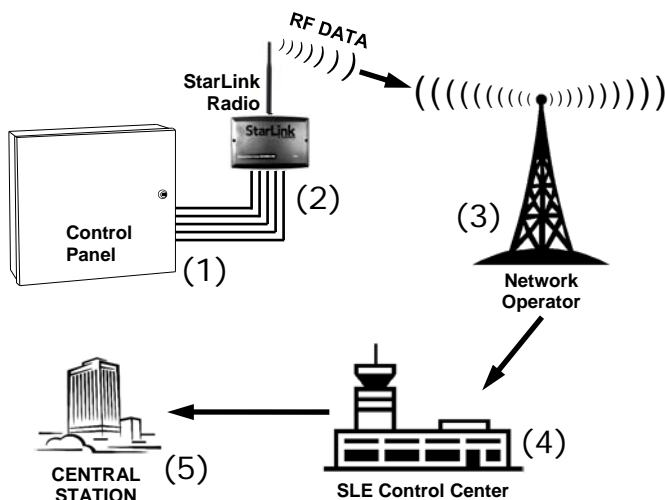 RF DATA
StarLink
Radio
StarLink
(2)
Control
Panel
(1)
(3)
Network
Operator
(4)
SLE Control Center
(5)
CENTRAL
STATION